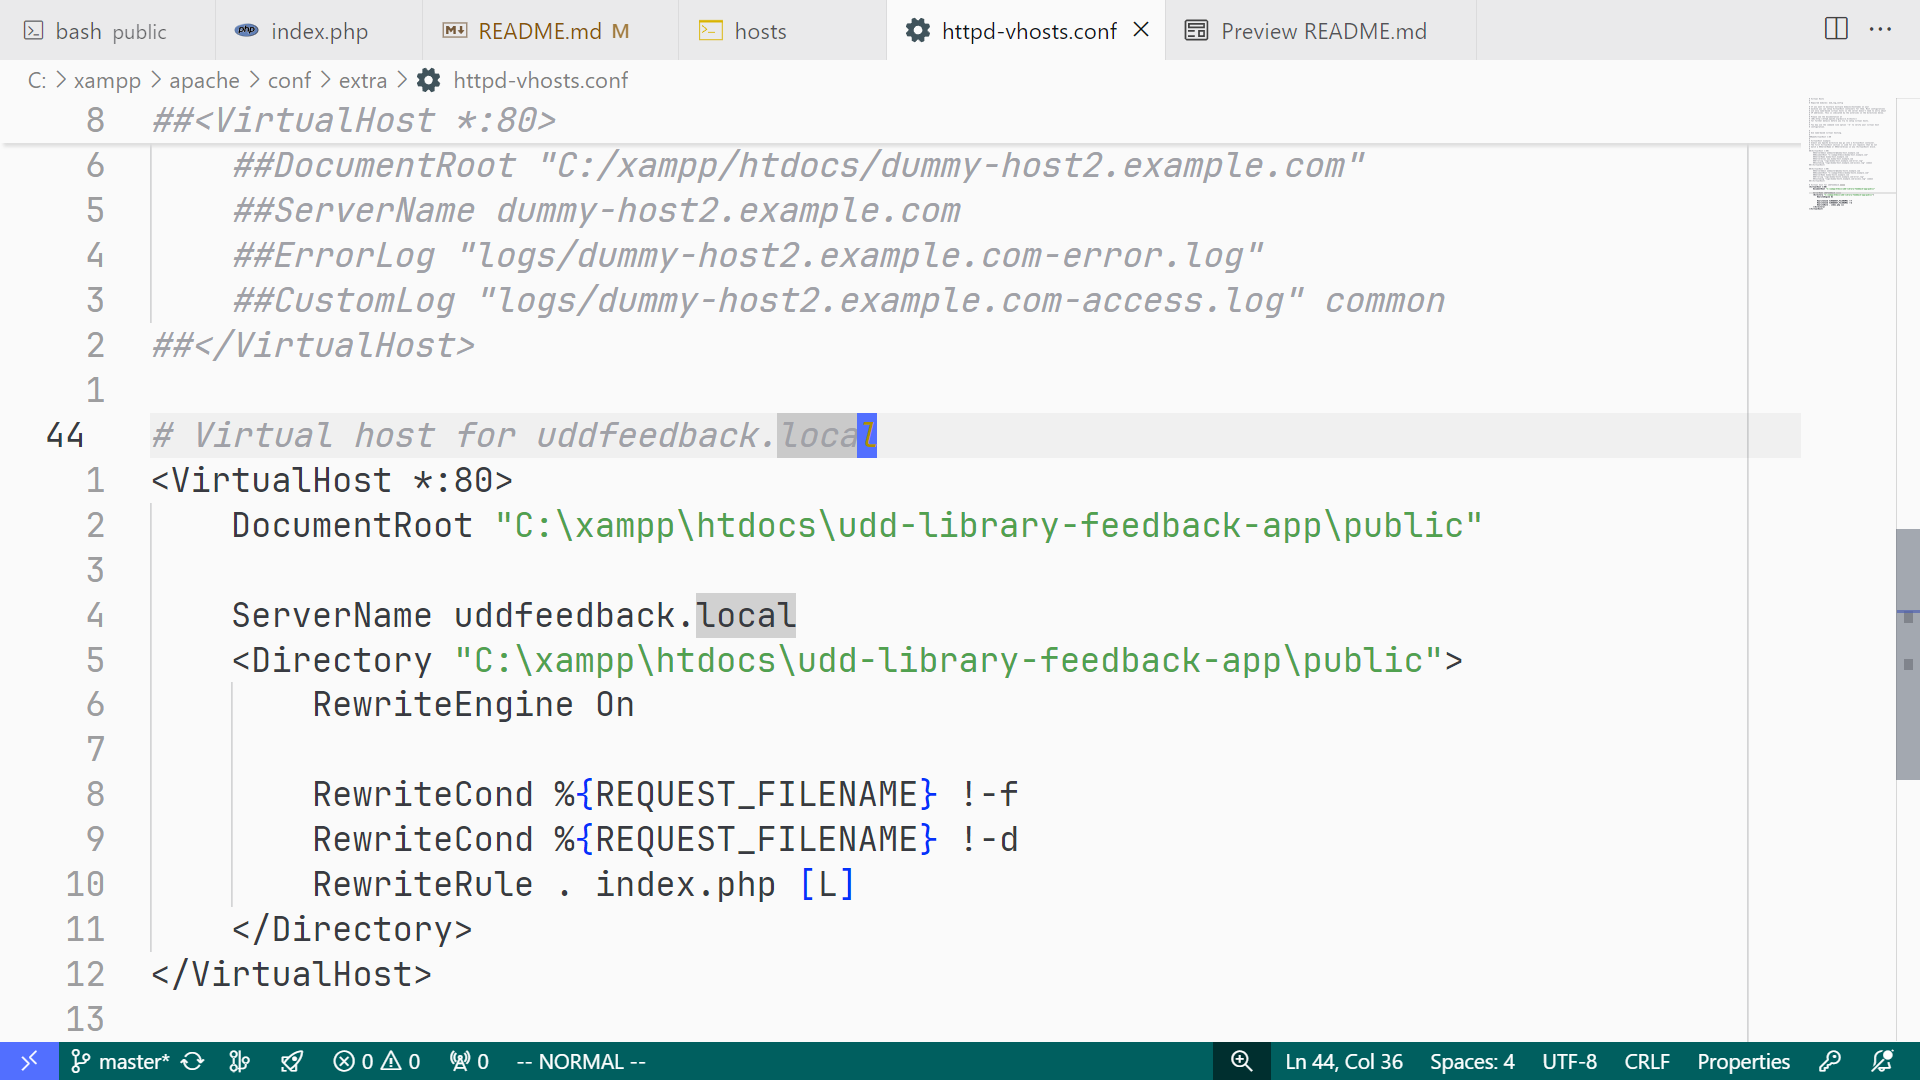 bash public index.php README.md M hosts httpd-vhosts.conf Preview README.md
C: > xampp > apache > conf > extra > httpd-vhosts.conf
8 ##<VirtualHost *:80>
6 ##DocumentRoot "C:/xampp/htdocs/dummy-host2.example.com"
5 ##ServerName dummy-host2.example.com
4 ##ErrorLog "logs/dummy-host2.example.com-error.log"
3 ##CustomLog "logs/dummy-host2.example.com-access.log" common
2 ##</VirtualHost>
1
44 # Virtual host for uddfeedback.local
1 <VirtualHost *:80>
2 DocumentRoot "C:\xampp\htdocs\udd-library-feedback-app\public"
3
4 ServerName uddfeedback.local
5 <Directory "C:\xampp\htdocs\udd-library-feedback-app\public">
6 RewriteEngine On
7
8 RewriteCond %{REQUEST_FILENAME} !-f
9 RewriteCond %{REQUEST_FILENAME} !-d
10 RewriteRule . index.php [L]
11 </Directory>
12 </VirtualHost>
13
master* 0 0 0 -- NORMAL -- Ln 44, Col 36 Spaces: 4 UTF-8 CRLF Properties